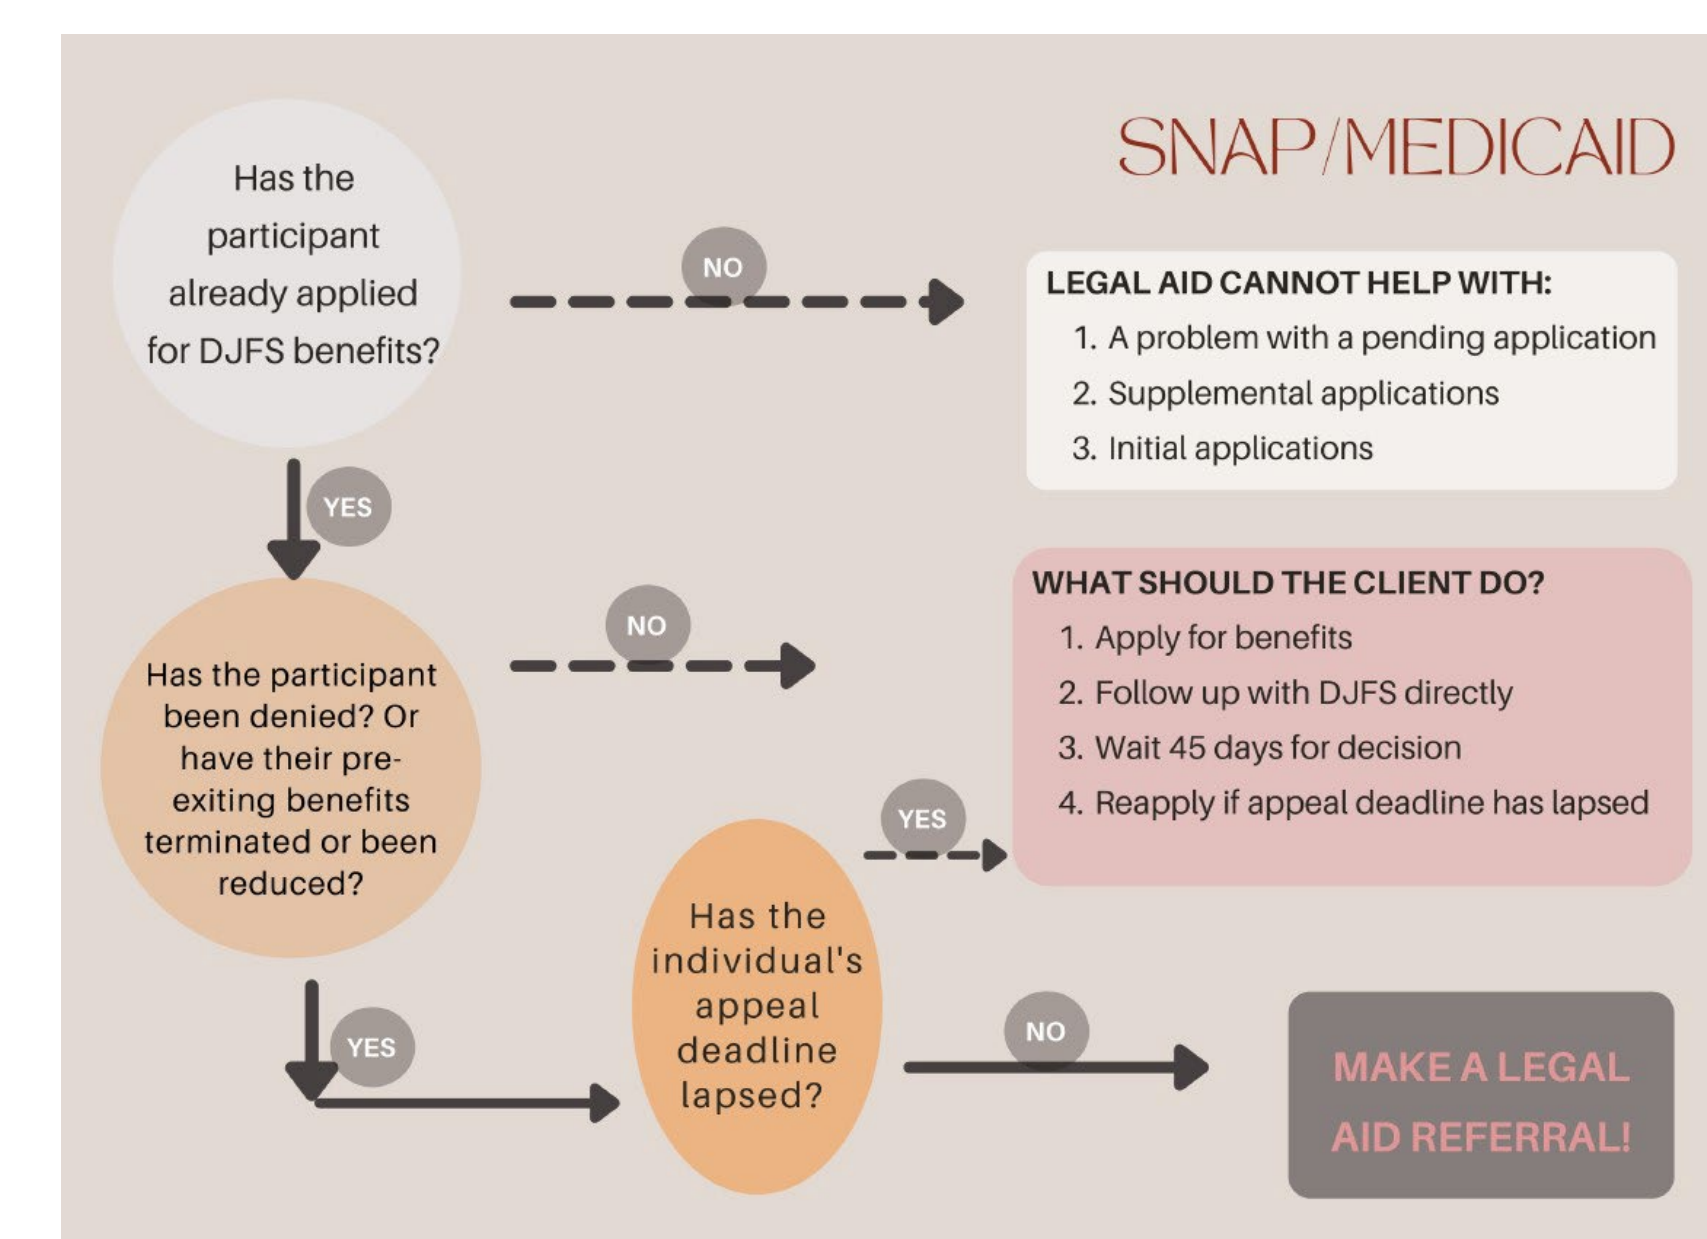 SNAP/MEDICAID
Has the
participant
already applied
for DJFS benefits?
NO
LEGAL AID CANNOT HELP WITH:
1. A problem with a pending application
2. Supplemental applications
3. Initial applications
YES
Has the participant
been denied? Or
have their pre-
exiting benefits
terminated or been
reduced?
NO
WHAT SHOULD THE CLIENT DO?
1. Apply for benefits
2. Follow up with DJFS directly
3. Wait 45 days for decision
4. Reapply if appeal deadline has lapsed
YES
Has the
individual's
appeal
deadline
lapsed?
YES
NO
MAKE A LEGAL
AID REFERRAL!